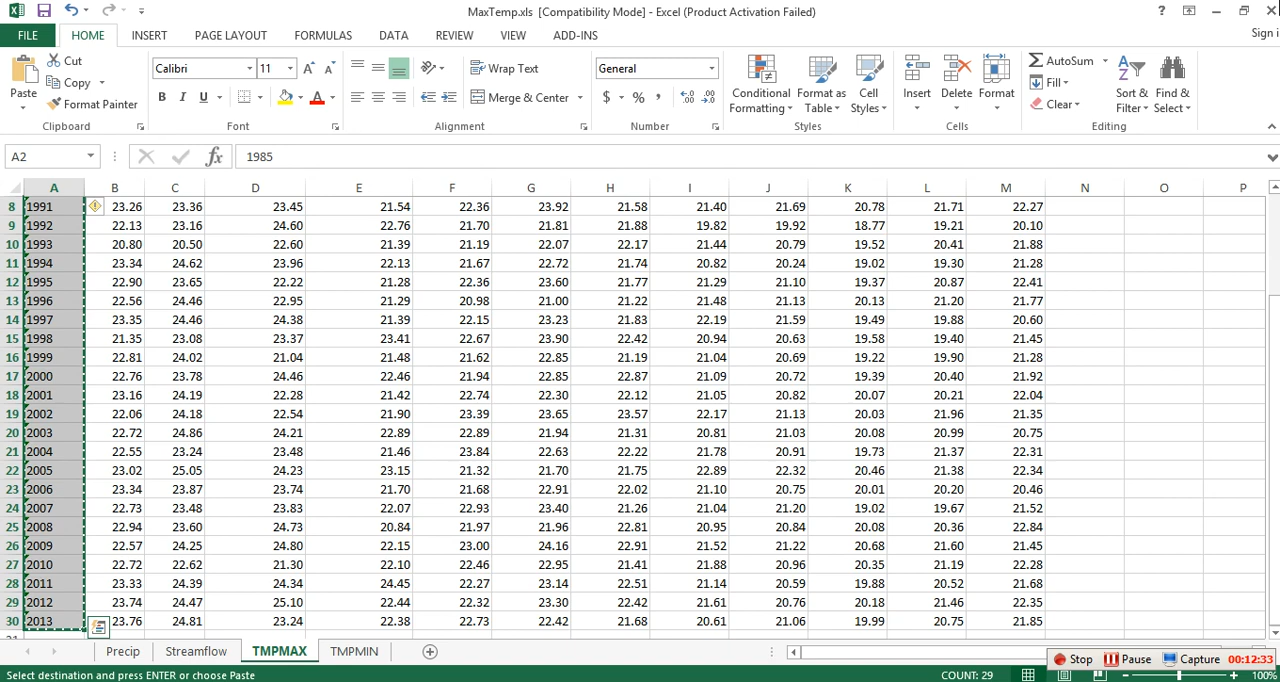 MaxTemp.xls [Compatibility Mode] - Excel (Product Activation Failed)
FILE HOME INSERT PAGE LAYOUT FORMULAS DATA REVIEW VIEW ADD-INS Sign i
Paste Cut Copy Format Painter
Calibri 11
B I U
Wrap Text
Merge & Center
General
$ % ,
Conditional Formatting Format as Table Cell Styles
Insert Delete Format
AutoSum Fill Clear
Sort & Filter Find & Select
Clipboard Font Alignment Number Styles Cells Editing
A2 fx 1985
A B C D E F G H I J K L M N O P
8 1991 23.26 23.36 23.45 21.54 22.36 23.92 21.58 21.40 21.69 20.78 21.71 22.27
9 1992 22.13 23.16 24.60 22.76 21.70 21.81 21.88 19.82 19.92 18.77 19.21 20.10
10 1993 20.80 20.50 22.60 21.39 21.19 22.07 22.17 21.44 20.79 19.52 20.41 21.88
11 1994 23.34 24.62 23.96 22.13 21.67 22.72 21.74 20.82 20.24 19.02 19.30 21.28
12 1995 22.90 23.65 22.22 21.28 22.36 23.60 21.77 21.29 21.10 19.37 20.87 22.41
13 1996 22.56 24.46 22.95 21.29 20.98 21.00 21.22 21.48 21.13 20.13 21.20 21.77
14 1997 23.35 24.46 24.38 21.39 22.15 23.23 21.83 22.19 21.59 19.49 19.88 20.60
15 1998 21.35 23.08 23.37 23.41 22.67 23.90 22.42 20.94 20.63 19.58 19.40 21.45
16 1999 22.81 24.02 21.04 21.48 21.62 22.85 21.19 21.04 20.69 19.22 19.90 21.28
17 2000 22.76 23.78 24.46 22.46 21.94 22.85 22.87 21.09 20.72 19.39 20.40 21.92
18 2001 23.16 24.19 22.28 21.42 22.74 22.30 22.12 21.05 20.82 20.07 20.21 22.04
19 2002 22.06 24.18 22.54 21.90 23.39 23.65 23.57 22.17 21.13 20.03 21.96 21.35
20 2003 22.72 24.86 24.21 22.89 22.89 21.94 21.31 20.81 21.03 20.08 20.99 20.75
21 2004 22.55 23.24 23.48 21.46 23.84 22.63 22.22 21.78 20.91 19.73 21.37 22.31
22 2005 23.02 25.05 24.23 23.15 21.32 21.70 21.75 22.89 22.32 20.46 21.38 22.34
23 2006 23.34 23.87 23.74 21.70 21.68 22.91 22.02 21.10 20.75 20.01 20.20 20.46
24 2007 22.73 23.48 23.83 22.07 22.93 23.40 21.26 21.04 21.20 19.02 19.67 21.52
25 2008 22.94 23.60 24.73 20.84 21.97 21.96 22.81 20.95 20.84 20.08 20.36 22.84
26 2009 22.57 24.25 24.80 22.15 23.00 24.16 22.91 21.52 21.22 20.68 21.60 21.45
27 2010 22.72 22.62 21.30 22.10 22.46 22.95 21.41 21.88 20.96 20.35 21.19 22.28
28 2011 23.33 24.39 24.34 24.45 22.27 23.14 22.51 21.14 20.59 19.88 20.52 21.68
29 2012 23.74 24.47 25.10 22.44 22.32 23.30 22.42 21.61 20.76 20.18 21.46 22.35
30 2013 23.76 24.81 23.24 22.38 22.73 22.42 21.68 20.61 21.06 19.99 20.75 21.85
Precip Streamflow TMPMAX TMPMIN
Stop Pause Capture 00:12:33
Select destination and press ENTER or choose Paste COUNT: 29 100%